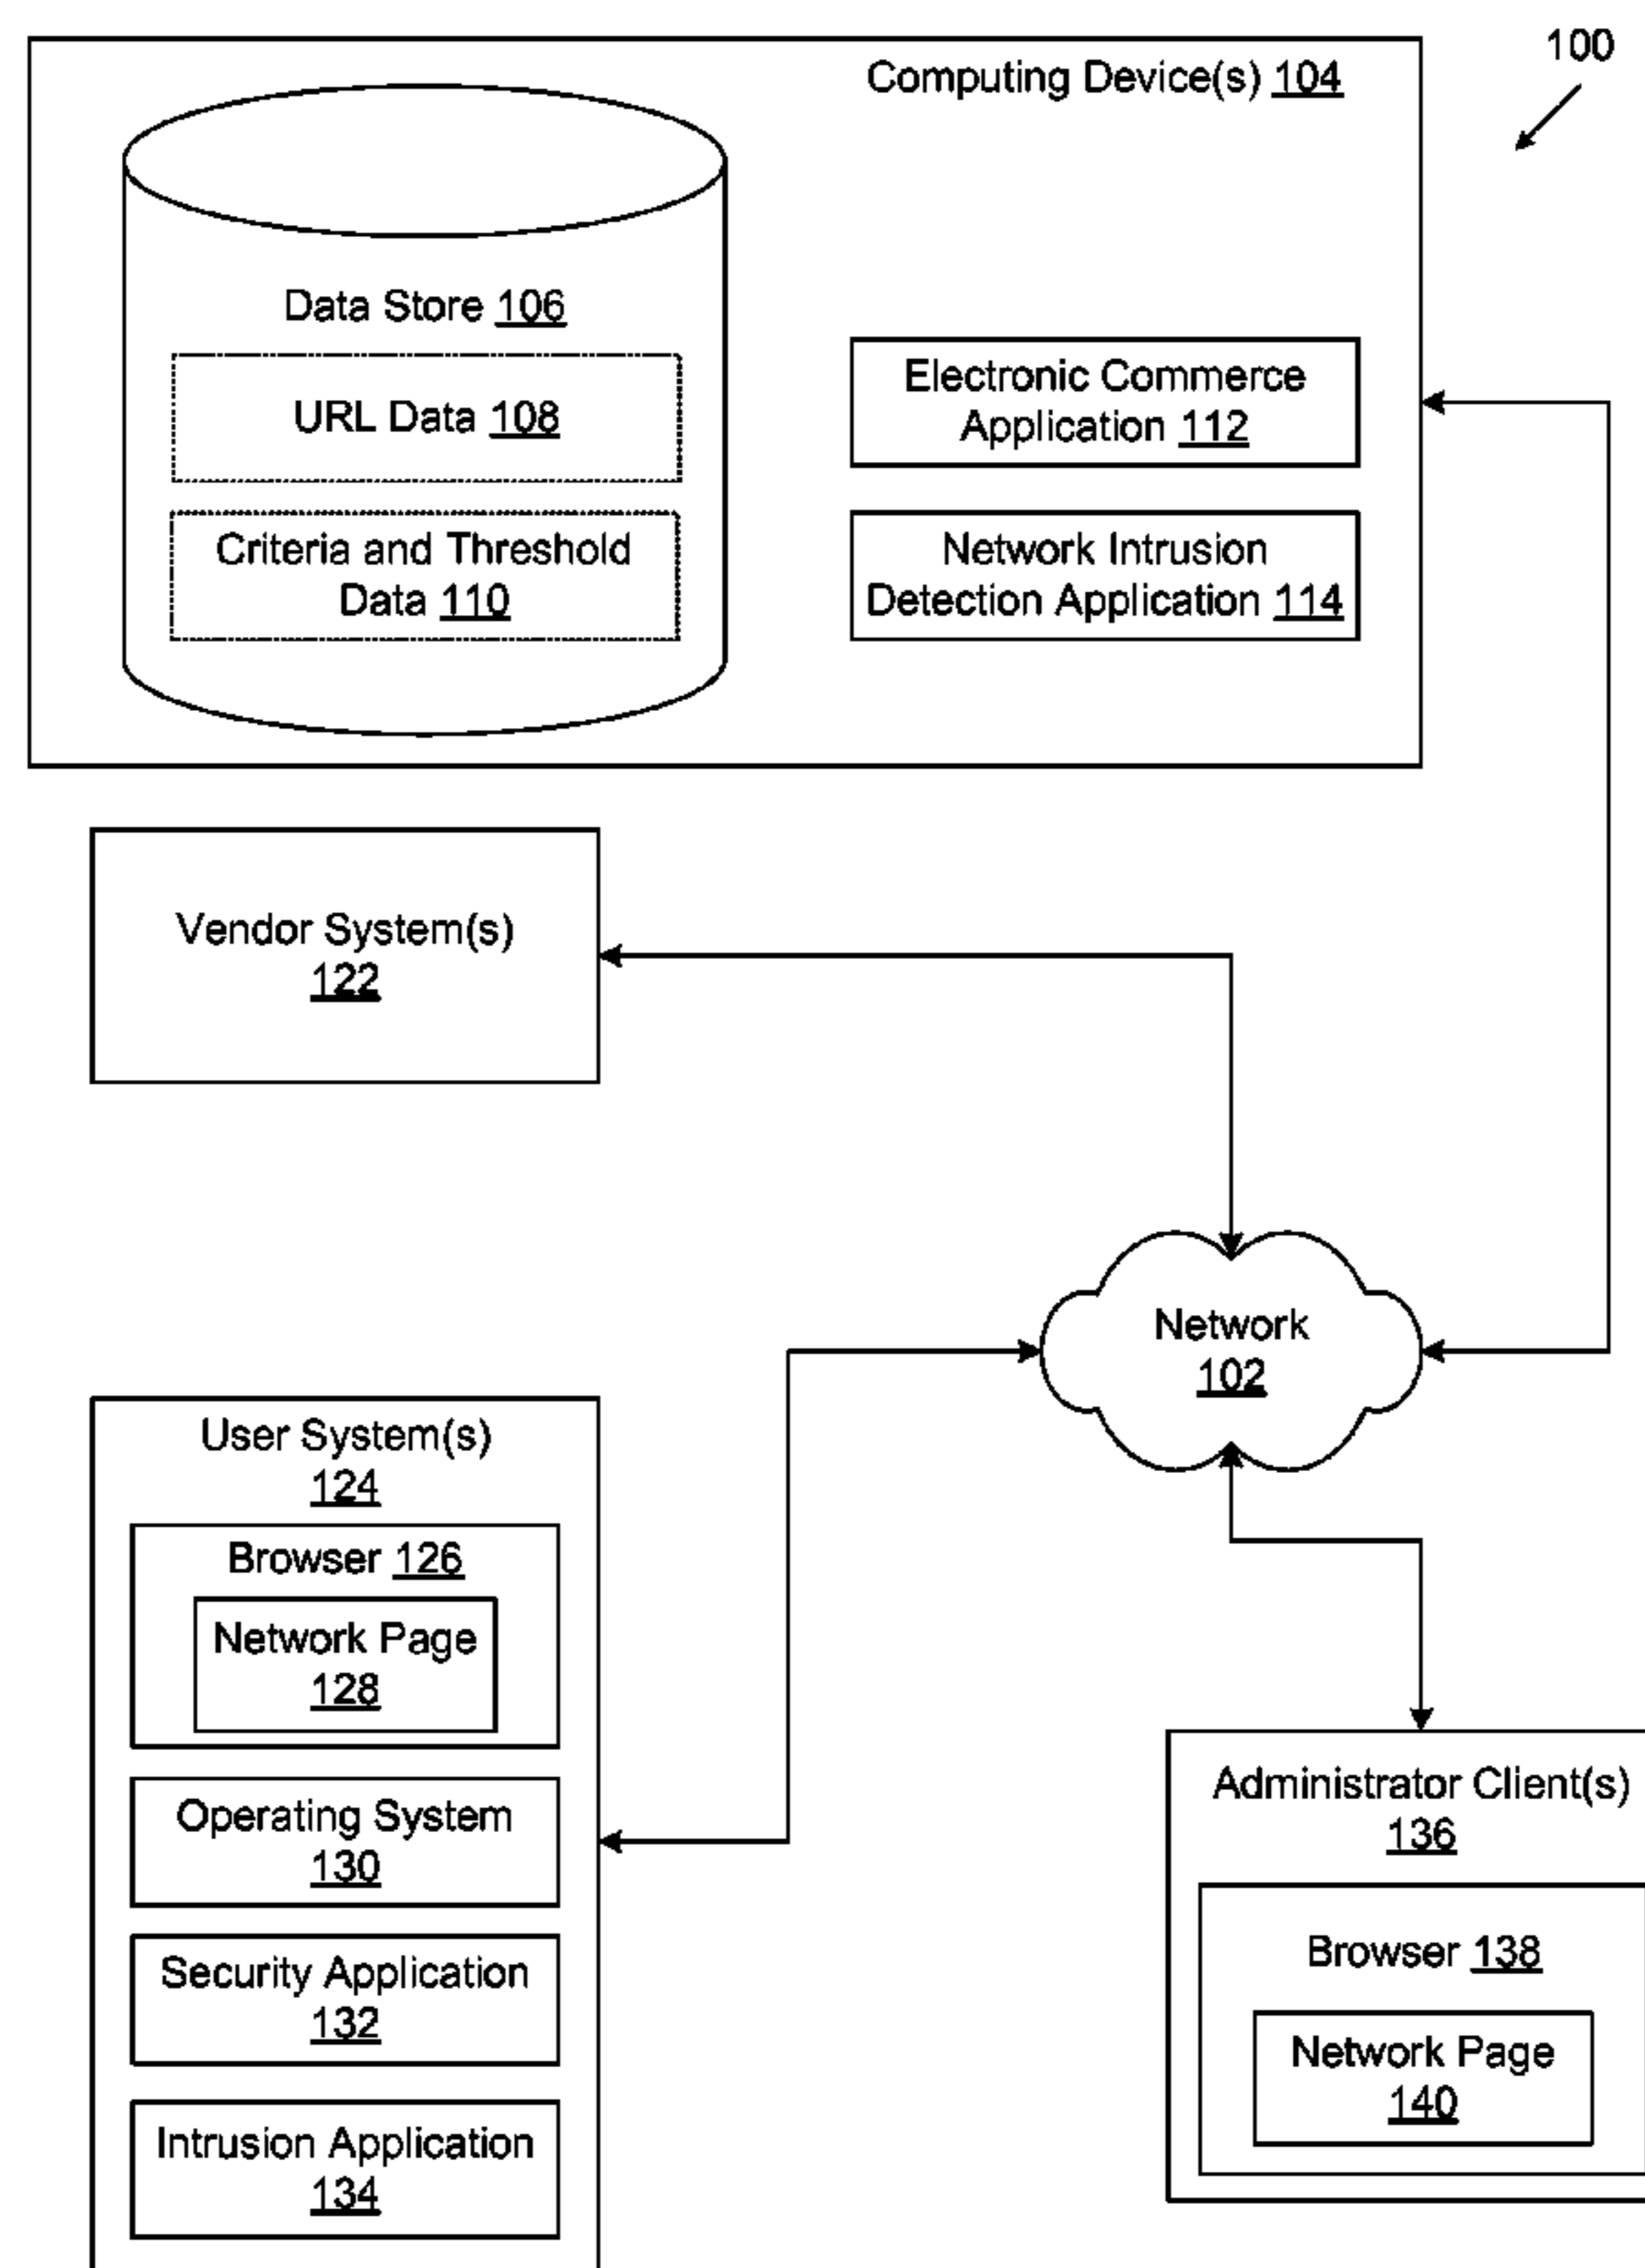 100
Computing Device(s) 104
Data Store 106
URL Data 108
Criteria and Threshold
Data 110
Electronic Commerce
Application 112
Network Intrusion
Detection Application 114
Vendor System(s)
122
Network
102
User System(s)
124
Browser 126
Network Page
128
Operating System
130
Security Application
132
Intrusion Application
134
Administrator Client(s)
136
Browser 138
Network Page
140